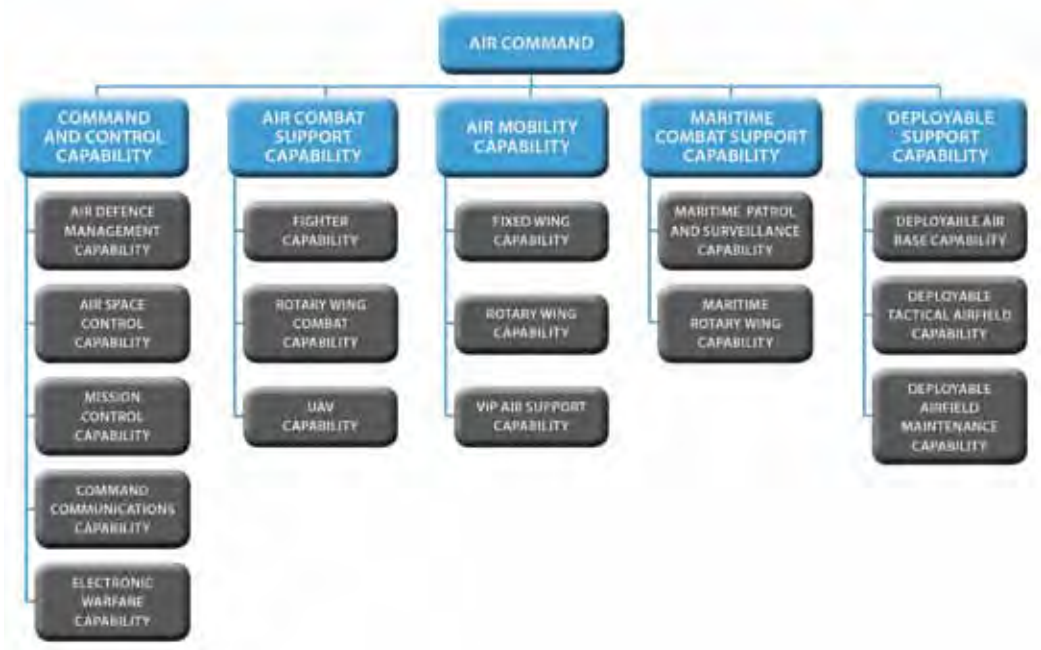 AIR COMMAND
COMMAND
AND CONTROL
CAPABILITY
AIR DEFENCE
MANAGEMENT
CAPABILITY
AIR SPACE
CONTROL
CAPABILITY
MISSION
CONTROL
CAPABILITY
COMMAND
COMMUNICATIONS
CAPABILITY
ELECTRONIC
WARFARE
CAPABILITY
AIR COMBAT
SUPPORT
CAPABILITY
FIGHTER
CAPABILITY
ROTARY WING
COMBAT
CAPABILITY
UAV
CAPABILITY
AIR MOBILITY
CAPABILITY
FIXED WING
CAPABILITY
ROTARY WING
CAPABILITY
VIP AIR SUPPORT
CAPABILITY
MARITIME
COMBAT SUPPORT
CAPABILITY
MARITIME PATROL
AND SURVEILLANCE
CAPABILITY
MARITIME
ROTARY WING
CAPABILITY
DEPLOYABLE
SUPPORT
CAPABILITY
DEPLOYABLE AIR
BASE CAPABILITY
DEPLOYABLE
TACTICAL AIRFIELD
CAPABILITY
DEPLOYABLE
AIRFIELD
MAINTENANCE
CAPABILITY